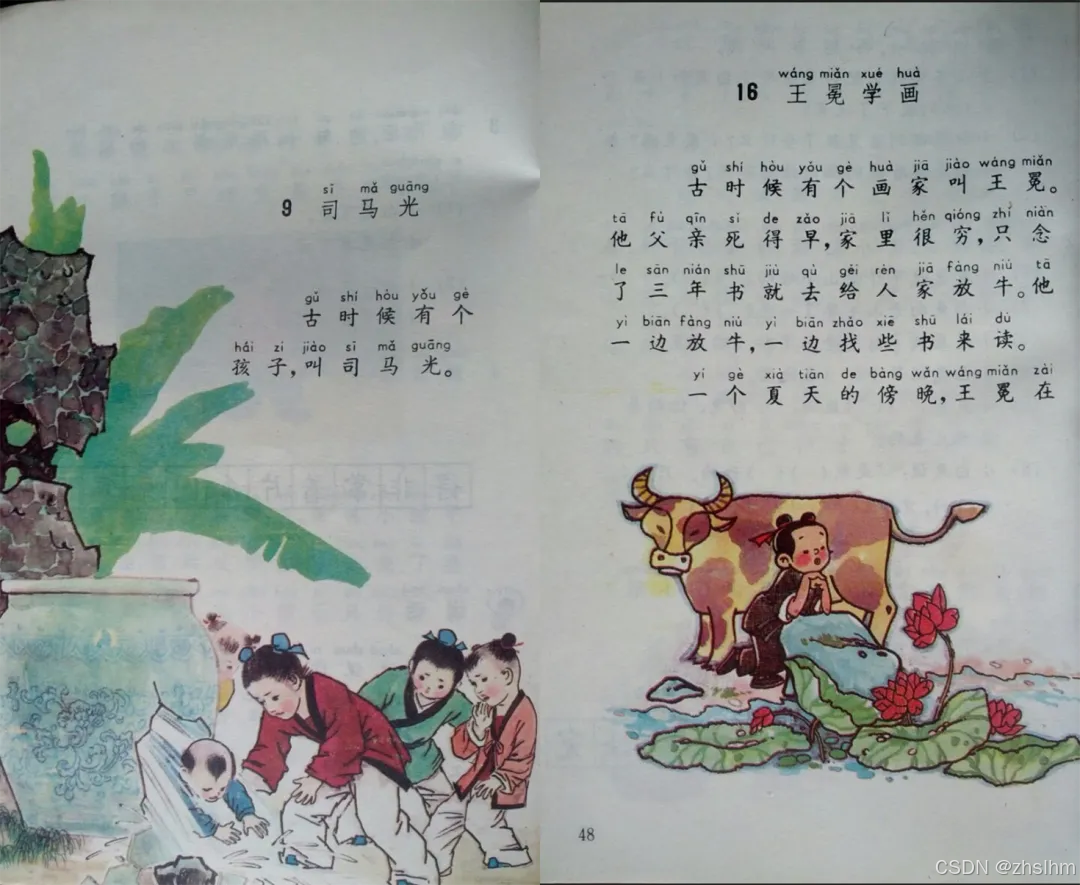 sī mǎ guāng
9 司马光
gǔ shí hòu yǒu gè
古时候有个
hái zi jiào sī mǎ guāng
孩子，叫司马光。
wáng miǎn xué huà
16 王冕学画
gǔ shí hòu yǒu gè huà jiā jiào wáng miǎn
古时候有个画家叫王冕。
tā fù qīn sǐ de zǎo jiā lǐ hěn qióng zhǐ niàn
他父亲死得早，家里很穷，只念
le sān nián shū jiù qù gěi rén jiā fàng niú tā
了三年书就去给人家放牛。他
yì biān fàng niú yì biān zhǎo xiē shū lái dú
一边放牛，一边找些书来读。
yí gè xià tiān de bàng wǎn wáng miǎn zài
一个夏天的傍晚，王冕在
48
CSDN @zhslhm